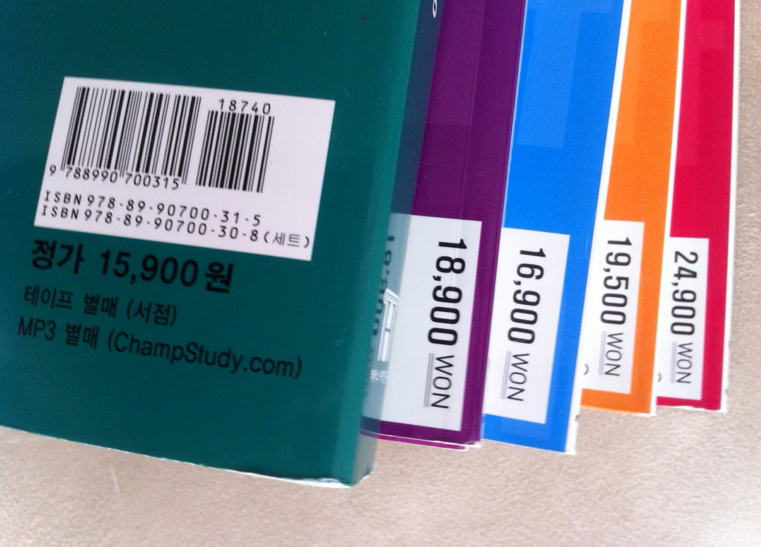 18740
9 788990 700315
ISBN 978-89-90700-31-5
ISBN 978-89-90700-30-8(세트)
정가 15,900원
테이프 별매 (서점)
MP3 별매 (ChampStudy.com)
18,900 WON
16,900 WON
19,500 WON
24,900 WON